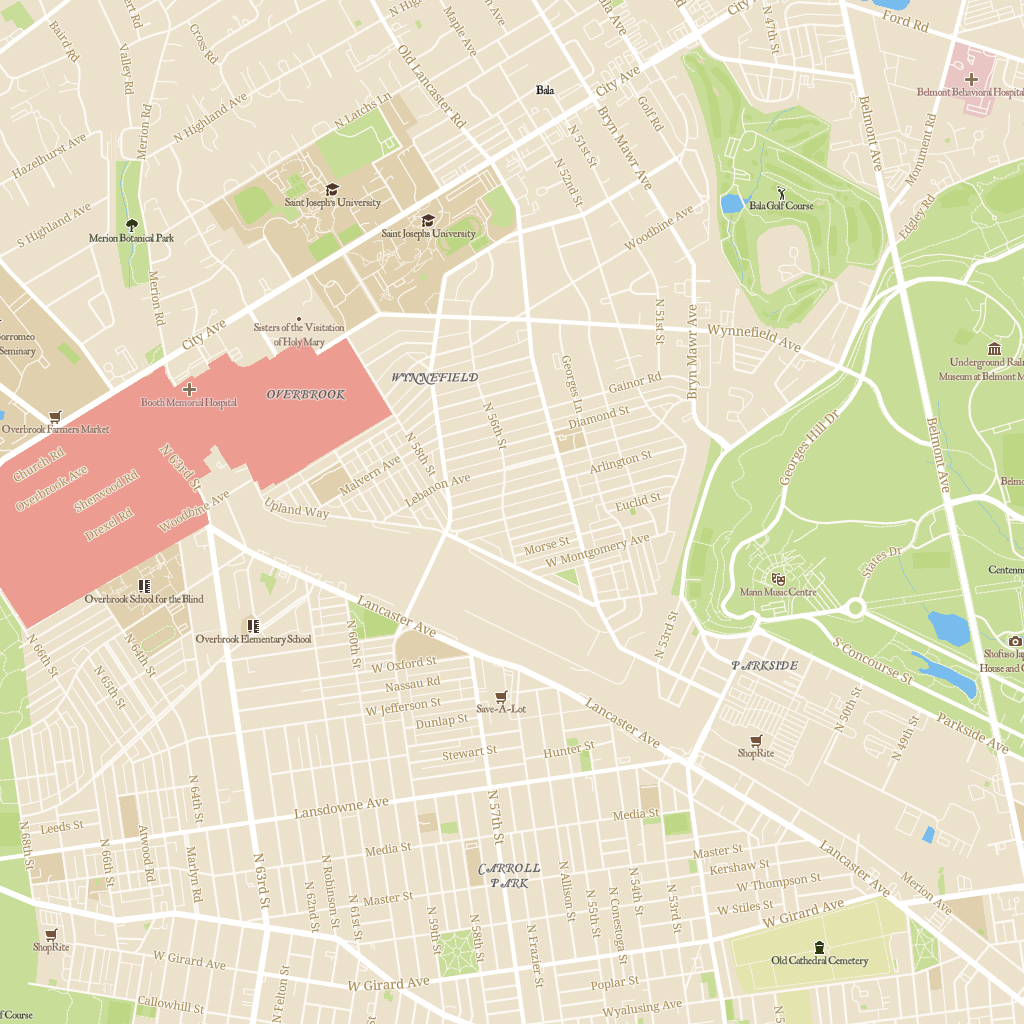 Baird Rd
Valley Rd
Cross Rd
Old Lancaster Rd
Maple Ave
City Ave
N 47th St
Ford Rd
Bala
City Ave
Belmont Behavioral Hospital
N Highland Ave
N Latchs Ln
Merion Rd
Hazelhurst Ave
Golf Rd
Bryn Mawr Ave
Belmont Ave
Monument Rd
N 51st St
N 52nd St
Saint Joseph's University
Bala Golf Course
S Highland Ave
Merion Botanical Park
Saint Josephs University
Woodbine Ave
Edgley Rd
Merion Rd
City Ave
Sisters of the Visitation
of Holy Mary
N 51st St
Bryn Mawr Ave
Wynnefield Ave
Seminary
Underground
Museum at Belmont
WYNNEFIELD
OVERBROOK
Booth Memorial Hospital
Georges Ln
Gainor Rd
Diamond St
Overbrook Farmers Market
N 56th St
Georges Hill Dr
Belmont Ave
Church Rd
Overbrook Ave
Sherwood Rd
Drexel Rd
N 63rd St
Woodbine Ave
N 58th St
Malvern Ave
Lebanon Ave
Arlington St
Euclid St
Upland Way
Morse St
W Montgomery Ave
States Dr
Mann Music Centre
Overbrook School for the Blind
Overbrook Elementary School
Lancaster Ave
N 60th St
N 53rd St
PARKSIDE
S Concourse St
Shofuso
House and
N 66th St
N 65th St
N 64th St
W Oxford St
Nassau Rd
W Jefferson St
Dunlap St
Save-A-Lot
Lancaster Ave
Stewart St
Hunter St
ShopRite
N 50th St
N 49th St
Parkside Ave
N 64th St
Lansdowne Ave
N 57th St
Media St
Leeds St
N 68th St
N 66th St
Atwood Rd
Marlyn Rd
N 63rd St
Media St
Master St
Kershaw St
W Thompson St
W Stiles St
W Girard Ave
Lancaster Ave
Merion Ave
CARROLL
PARK
N Robinson St
N 62nd St
N 61st St
Master St
N 59th St
N 58th St
N Frazier St
N Allison St
N 55th St
N Conestoga St
N 54th St
N 53rd St
ShopRite
W Girard Ave
Callowhill St
N Felton St
W Girard Ave
Poplar St
Wyalusing Ave
Old Cathedral Cemetery
f Course